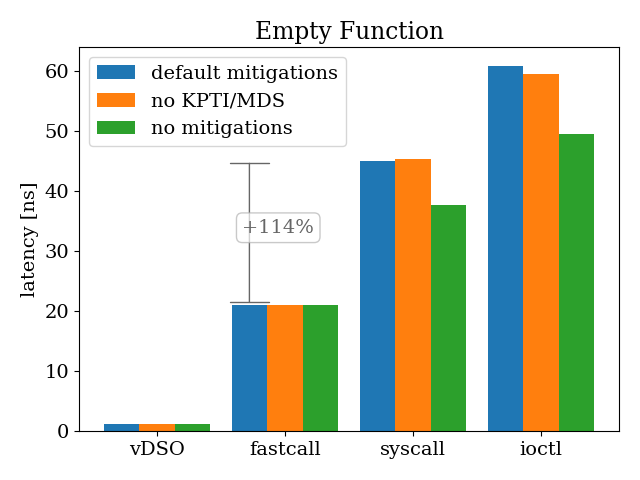 Empty Function
default mitigations
no KPTI/MDS
no mitigations
+114%
latency [ns]
60
50
40
30
20
10
0
vDSO fastcall syscall ioctl